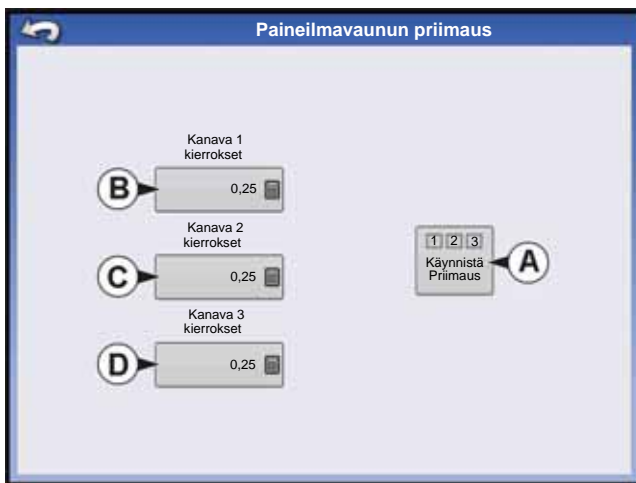 Paineilmavaunun priimaus
Kanava 1
kierrokset
B
0,25
Kanava 2
kierrokset
C
0,25
Kanava 3
kierrokset
D
0,25
1 2 3
Käynnistä
Priimaus
A